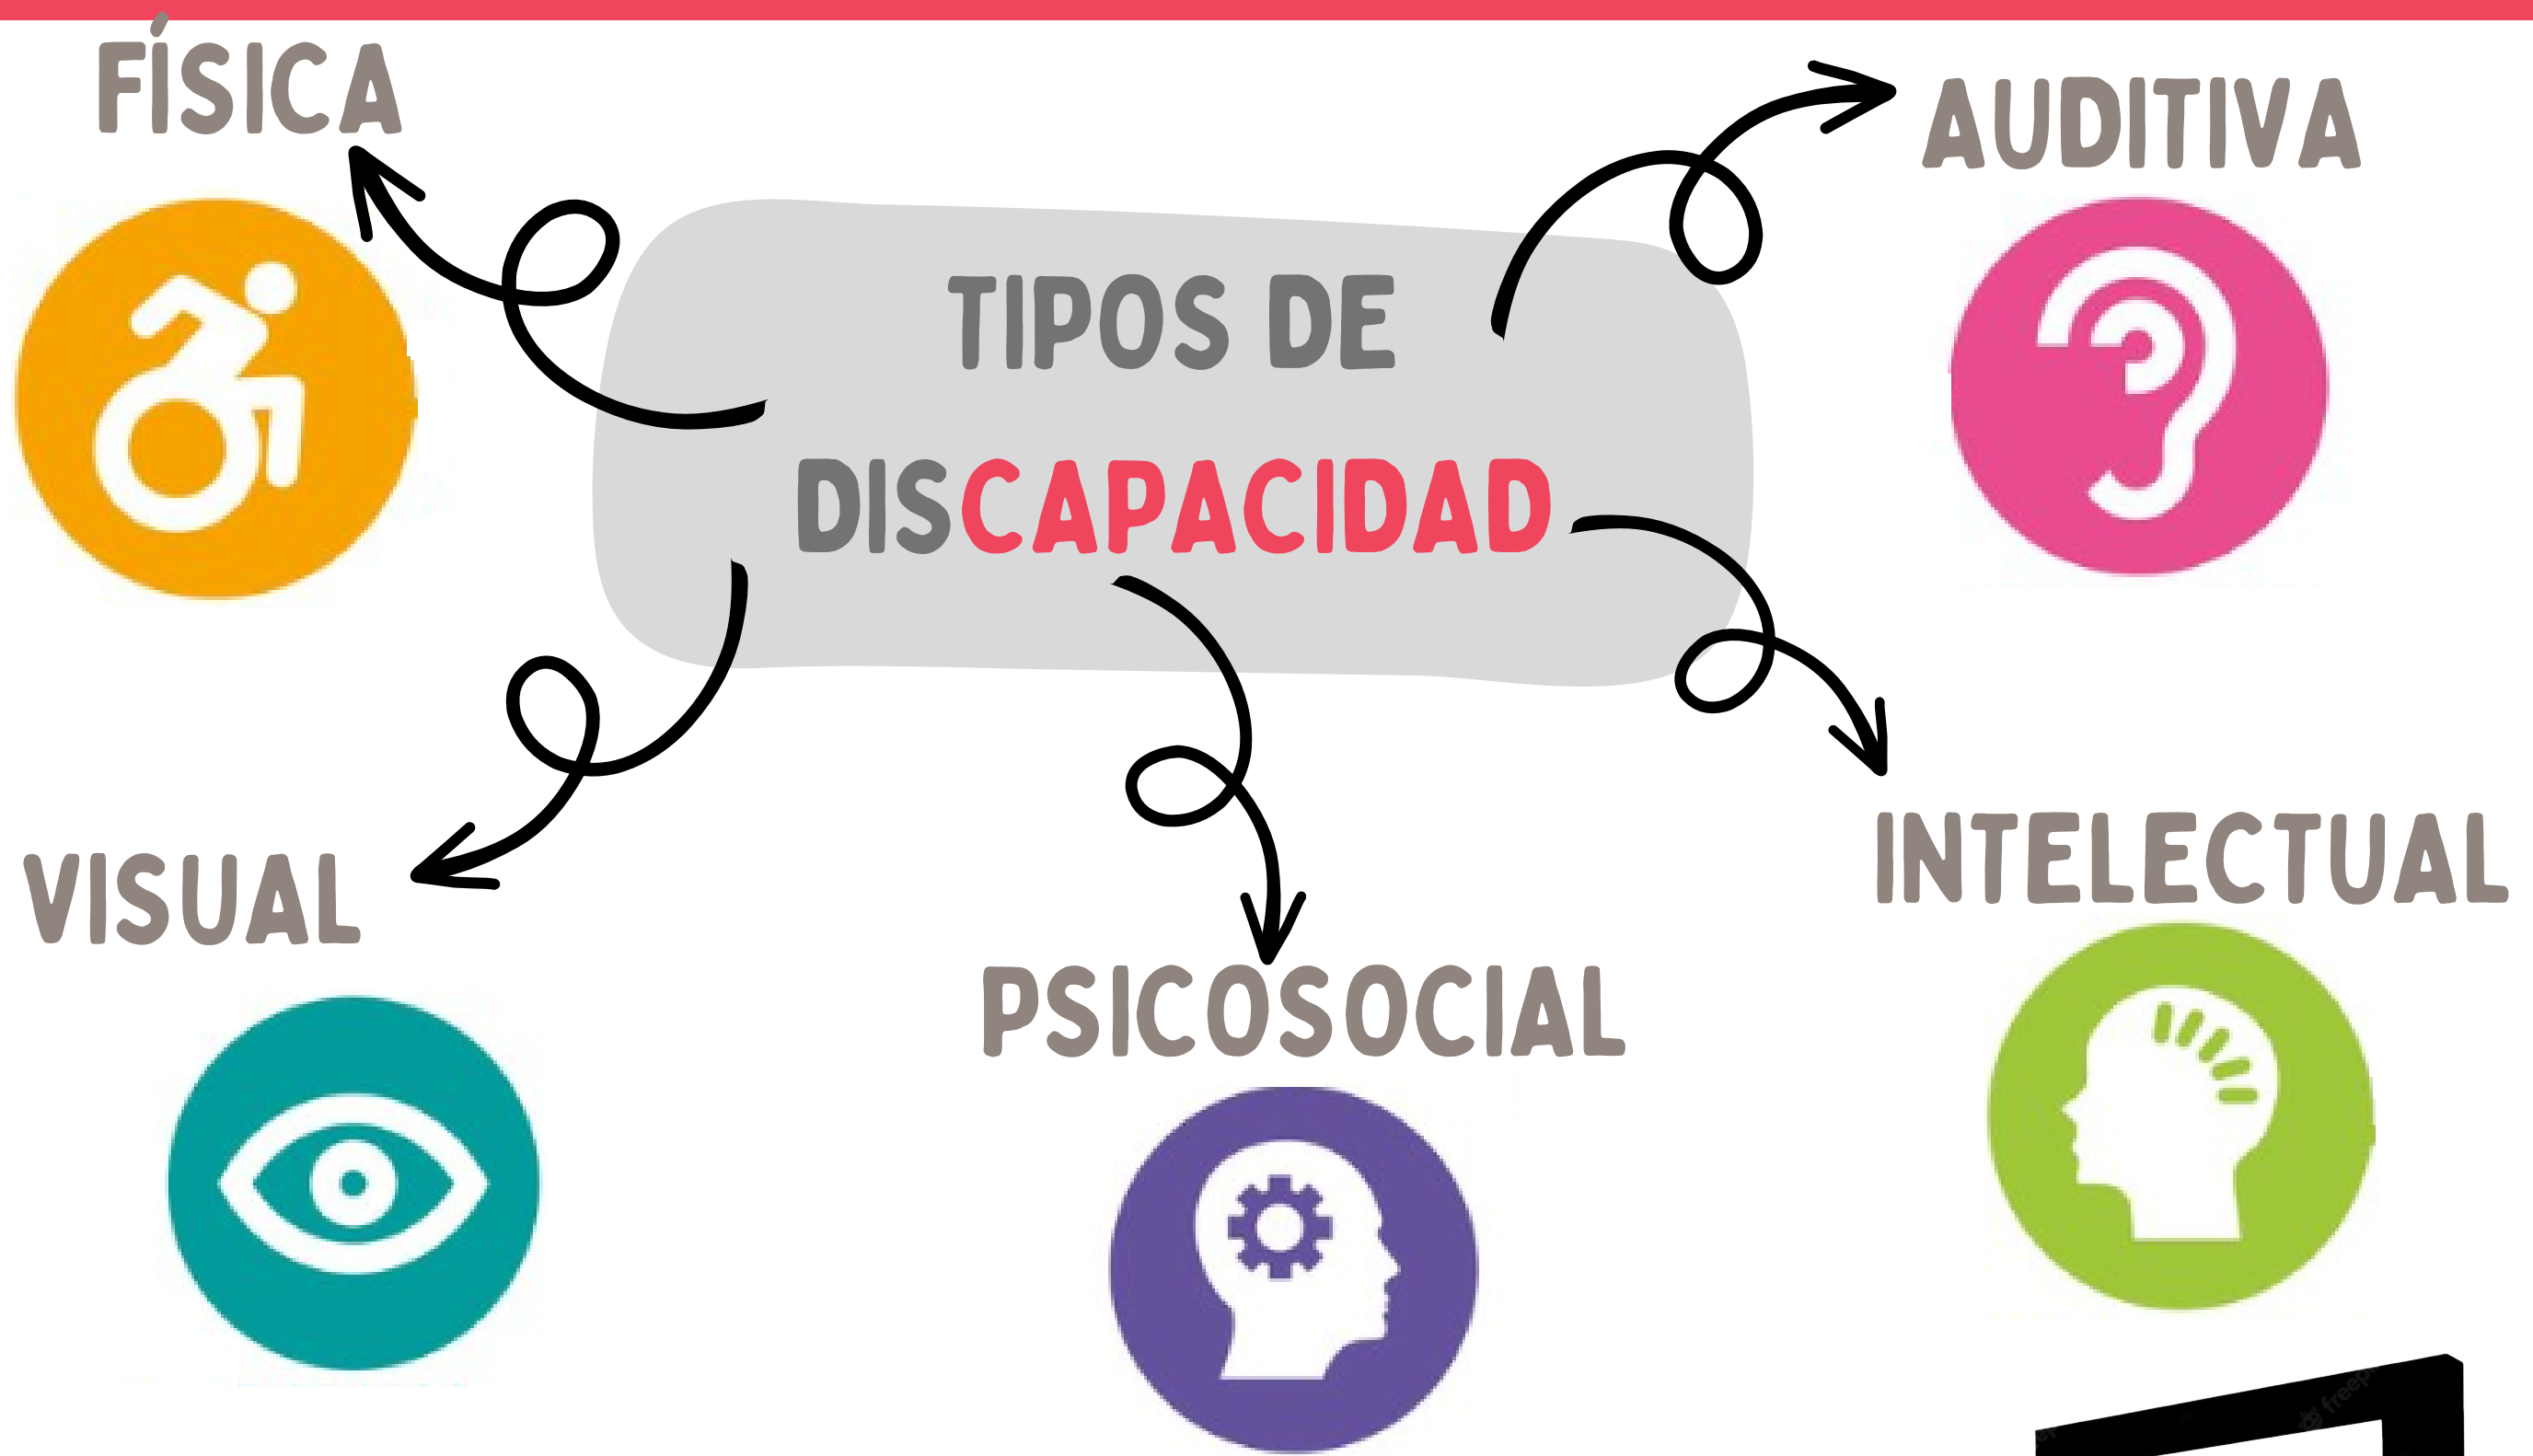 FÍSICA
AUDITIVA
TIPOS DE
DISCAPACIDAD
VISUAL
INTELECTUAL
PSICOSOCIAL